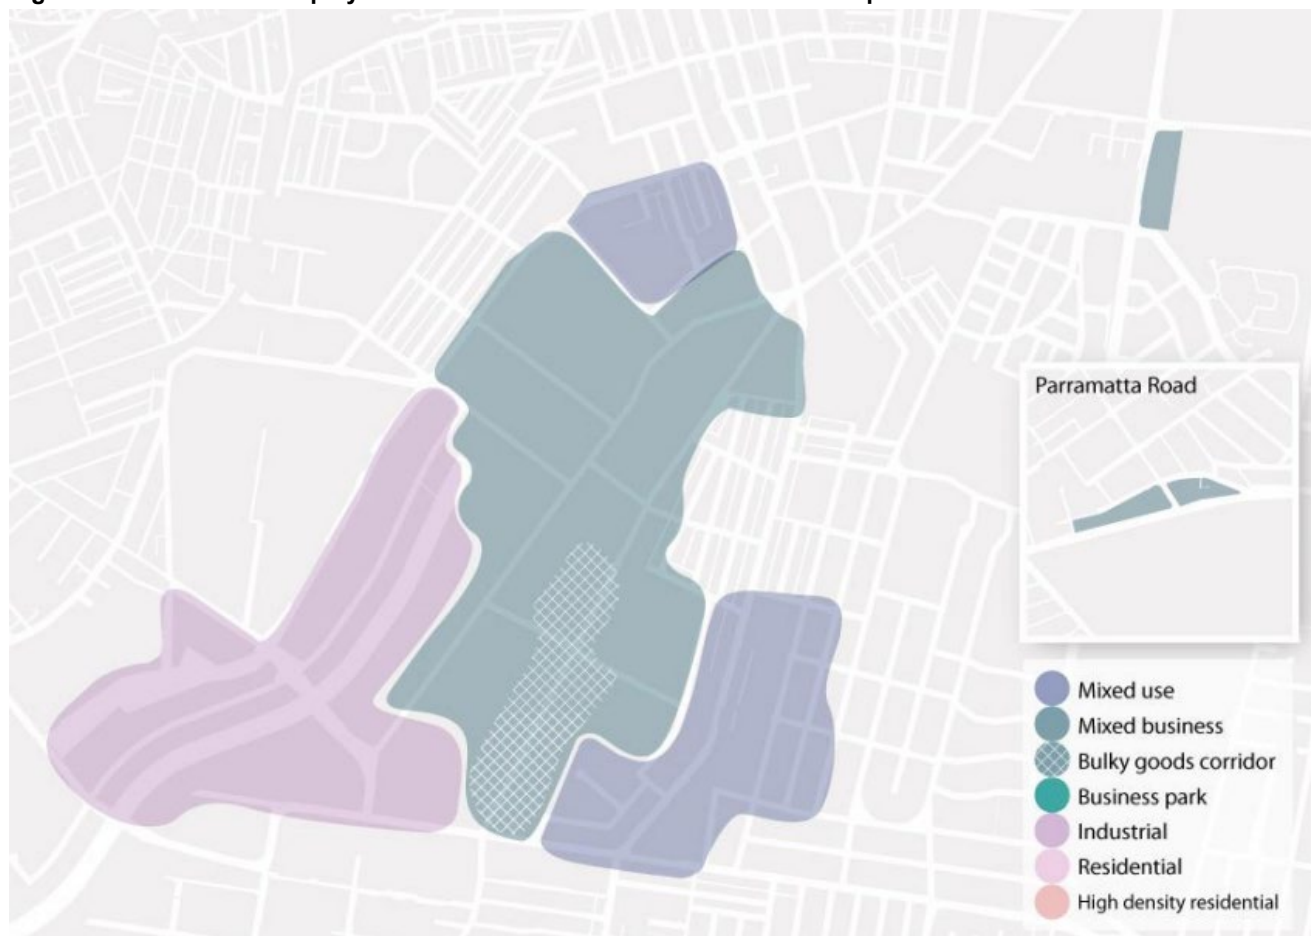 Parramatta Road
Mixed use
Mixed business
Bulky goods corridor
Business park
Industrial
Residential
High density residential